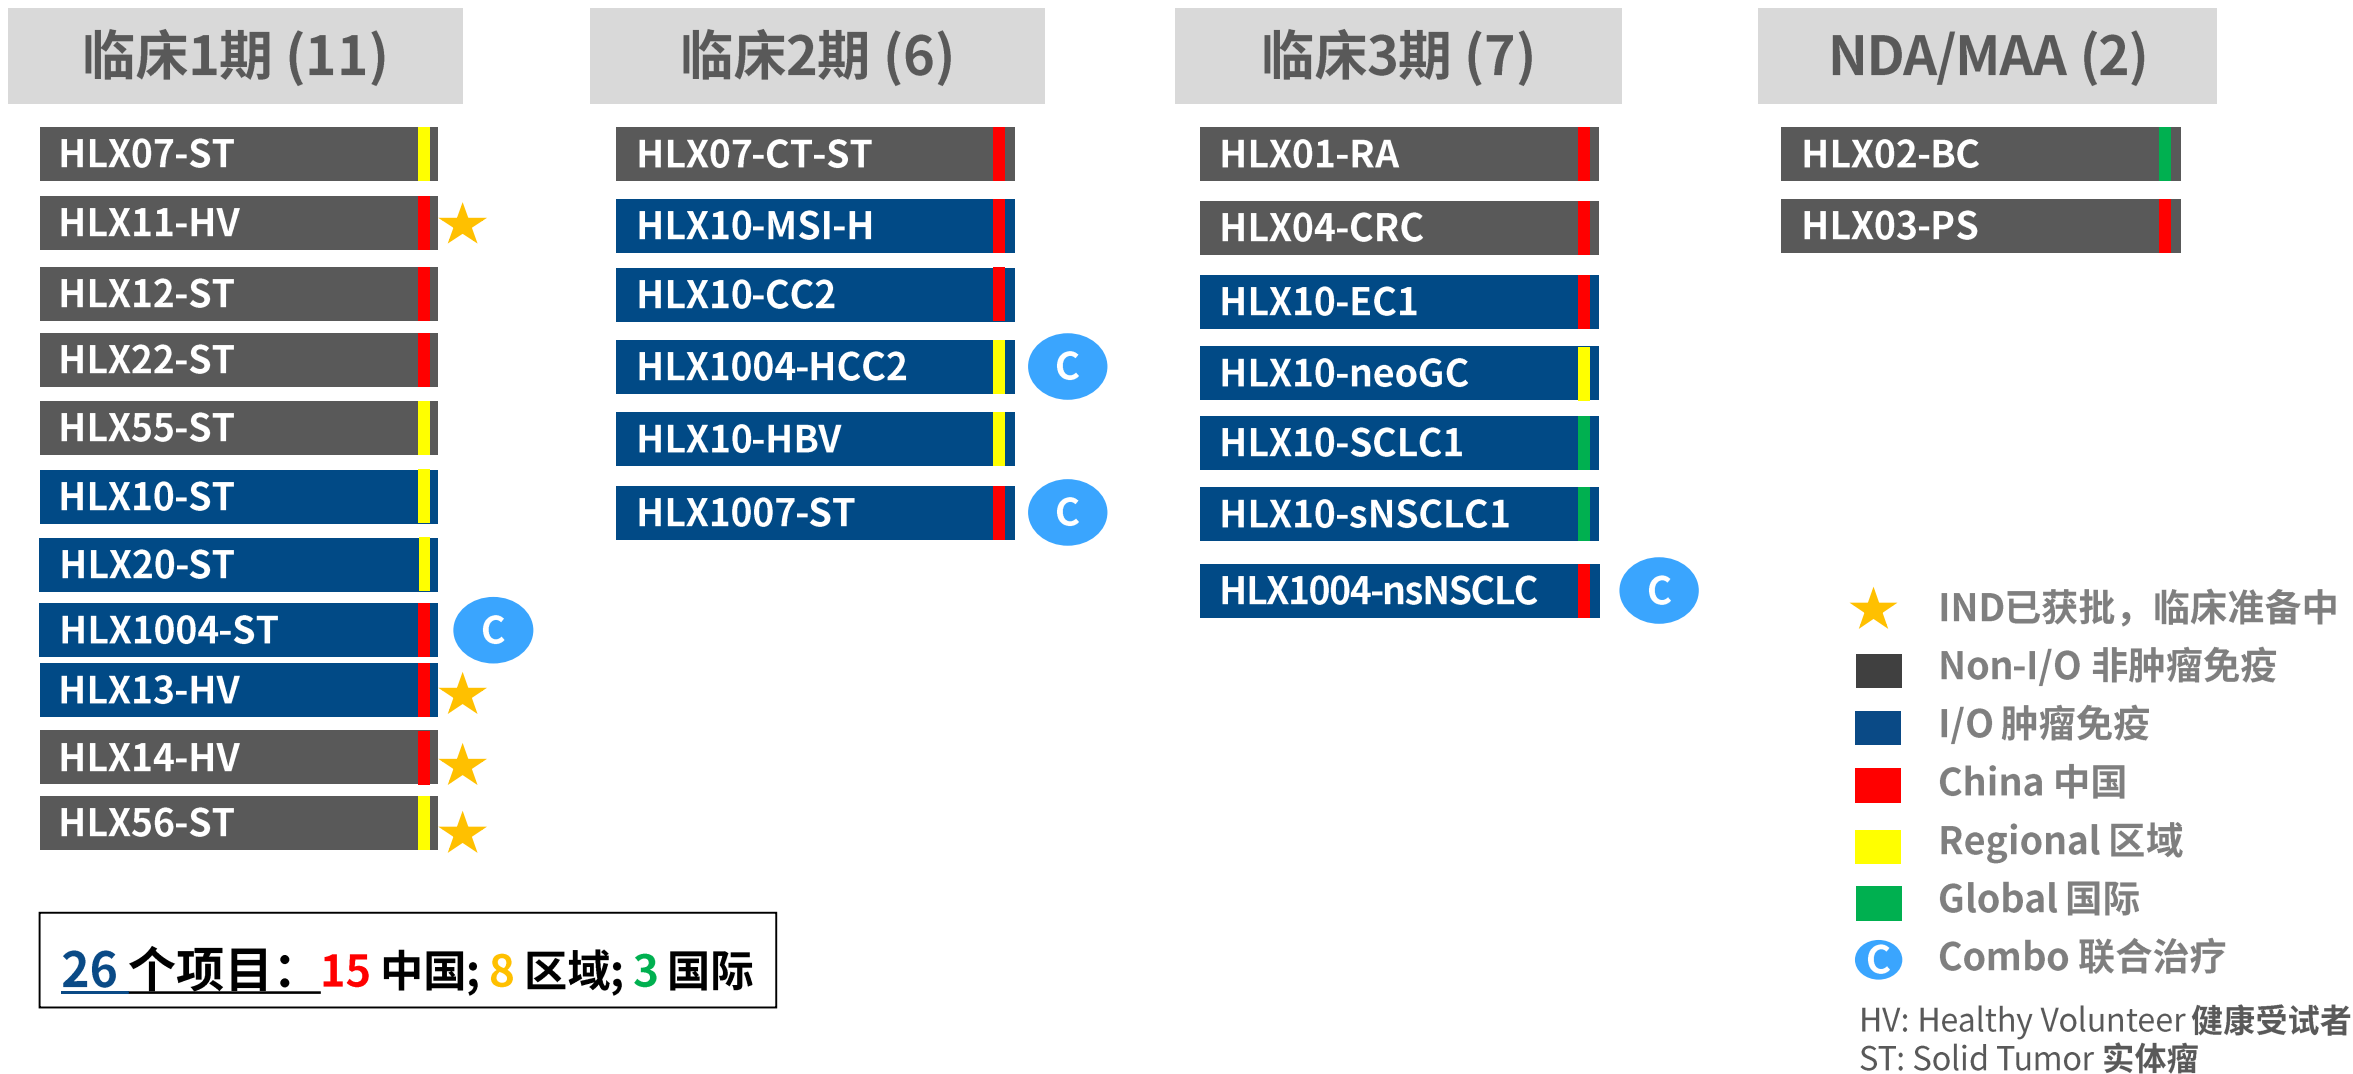 临床1期 (11)
HLX07-ST
HLX11-HV
HLX12-ST
HLX22-ST
HLX55-ST
HLX10-ST
HLX20-ST
HLX1004-ST
C
HLX13-HV
HLX14-HV
HLX56-ST
临床2期 (6)
HLX07-CT-ST
HLX10-MSI-H
HLX10-CC2
HLX1004-HCC2
C
HLX10-HBV
HLX1007-ST
C
临床3期 (7)
HLX01-RA
HLX04-CRC
HLX10-EC1
HLX10-neoGC
HLX10-SCLC1
HLX10-sNSCLC1
HLX1004-nsNSCLC
C
NDA/MAA (2)
HLX02-BC
HLX03-PS
IND已获批，临床准备中
Non-I/O 非肿瘤免疫
I/O 肿瘤免疫
China 中国
Regional 区域
Global 国际
C Combo 联合治疗
HV: Healthy Volunteer 健康受试者
ST: Solid Tumor 实体瘤
26 个项目：15 中国; 8 区域; 3 国际